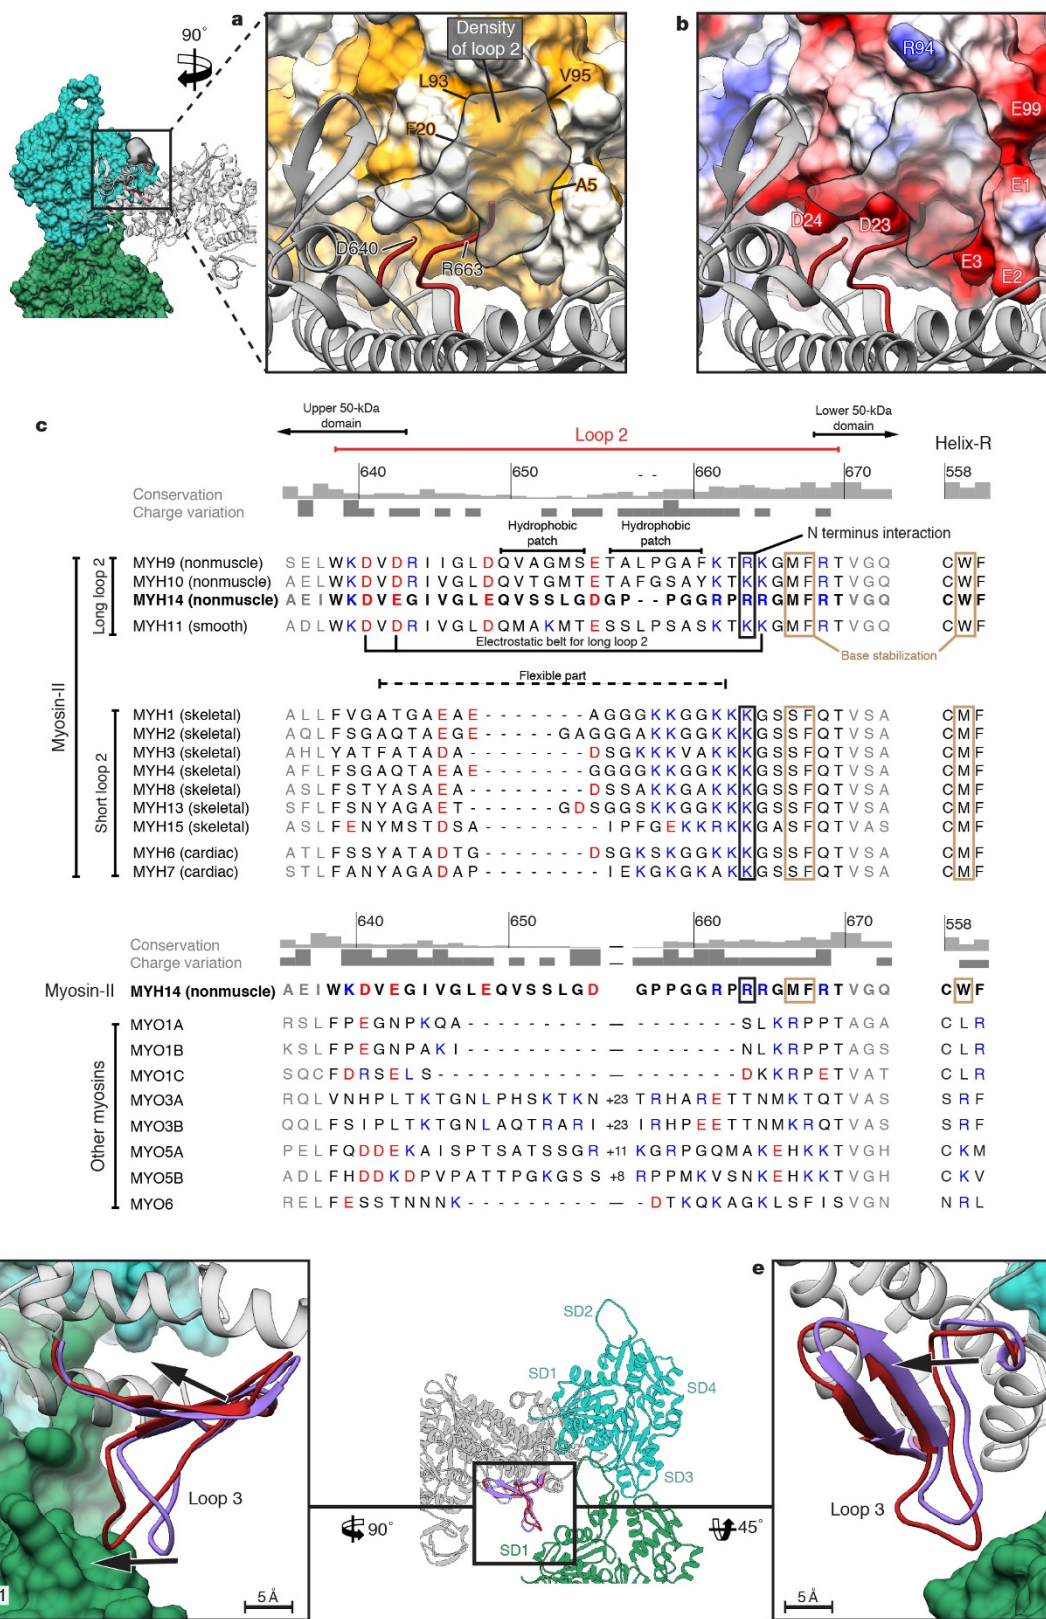 a
90°
Density
of loop 2
L93
V95
F20
A5
D640
R663
b
R94
E99
E1
D24
D23
E3
E2
c
Upper 50-kDa
domain
Loop 2
Lower 50-kDa
domain
Helix-R
640 650 - - 660 670 558
Conservation
Charge variation
Hydrophobic
patch
Hydrophobic
patch
N terminus interaction
Myosin-II
Long loop 2
MYH9 (nonmuscle) S E L W K D V D R I I G L D Q V A G M S E T A L P G A F K T R K G M F R T V G Q C W F
MYH10 (nonmuscle) A E L W K D V D R I V G L D Q V T G M T E T A F G S A Y K T K K G M F R T V G Q C W F
MYH14 (nonmuscle) A E I W K D V E G I V G L E Q V S S L G D G P - - P G G R P R R G M F R T V G Q C W F
MYH11 (smooth) A D L W K D V D R I V G L D Q M A K M T E S S L P S A S K T K K G M F R T V G Q C W F
Electrostatic belt for long loop 2
Base stabilization
Flexible part
Short loop 2
MYH1 (skeletal) A L L F V G A T G A E A E - - - - - - - A G G G K K G G K K K G S S F Q T V S A C M F
MYH2 (skeletal) A Q L F S G A Q T A E G E - - - - - G A G G G A K K G G K K K G S S F Q T V S A C M F
MYH3 (skeletal) A H L Y A T F A T A D A - - - - - - - - D S G K K K V A K K K G S S F Q T V S A C M F
MYH4 (skeletal) A F L F S G A Q T A E A E - - - - - - - G G G G K K G G K K K G S S F Q T V S A C M F
MYH8 (skeletal) A S L F S T Y A S A E A - - - - - - - - D S S A K K G A K K K G S S F Q T V S A C M F
MYH13 (skeletal) S F L F S N Y A G A E T - - - - - - G D S G G S K K G G K K K G S S F Q T V S A C M F
MYH15 (skeletal) A S L F E N Y M S T D S A - - - - - - - - I P F G E K K R K K G A S F Q T V A S C M F
MYH6 (cardiac) A T L F S S Y A T A D T G - - - - - - - D S G K S K G G K K K G S S F Q T V S A C M F
MYH7 (cardiac) S T L F A N Y A G A D A P - - - - - - - - I E K G K G K A K K G S S F Q T V S A C M F
640 650 660 670 558
Conservation
Charge variation
Myosin-II MYH14 (nonmuscle) A E I W K D V E G I V G L E Q V S S L G D G P P G G R P R R G M F R T V G Q C W F
Other myosins
MYO1A R S L F P E G N P K Q A - - - - - - - - - — - - - - - - - S L K R P P T A G A C L R
MYO1B K S L F P E G N P A K I - - - - - - - - - — - - - - - - - N L K R P P T A G S C L R
MYO1C S Q C F D R S E L S - - - - - - - - - - - — - - - - - - - D K K R P E T V A T C L R
MYO3A R Q L V N H P L T K T G N L P H S K T K N +23 T R H A R E T T N M K T Q T V A S S R F
MYO3B Q Q L F S I P L T K T G N L A Q T R A R I +23 I R H P E E T T N M K R Q T V A S S R F
MYO5A P E L F Q D D E K A I S P T S A T S S G R +11 K G R P G Q M A K E H K K T V G H C K M
MYO5B A D L F H D D K D P V P A T T P G K G S S +8 R P P M K V S N K E H K K T V G H C K V
MYO6 R E L F E S S T N N N K - - - - - - - - - — - D T K Q K A G K L S F I S V G N N R L
Loop 3
1
5 Å
SD2
SD1
SD4
SD3
SD1
90°
45°
e
Loop 3
5 Å